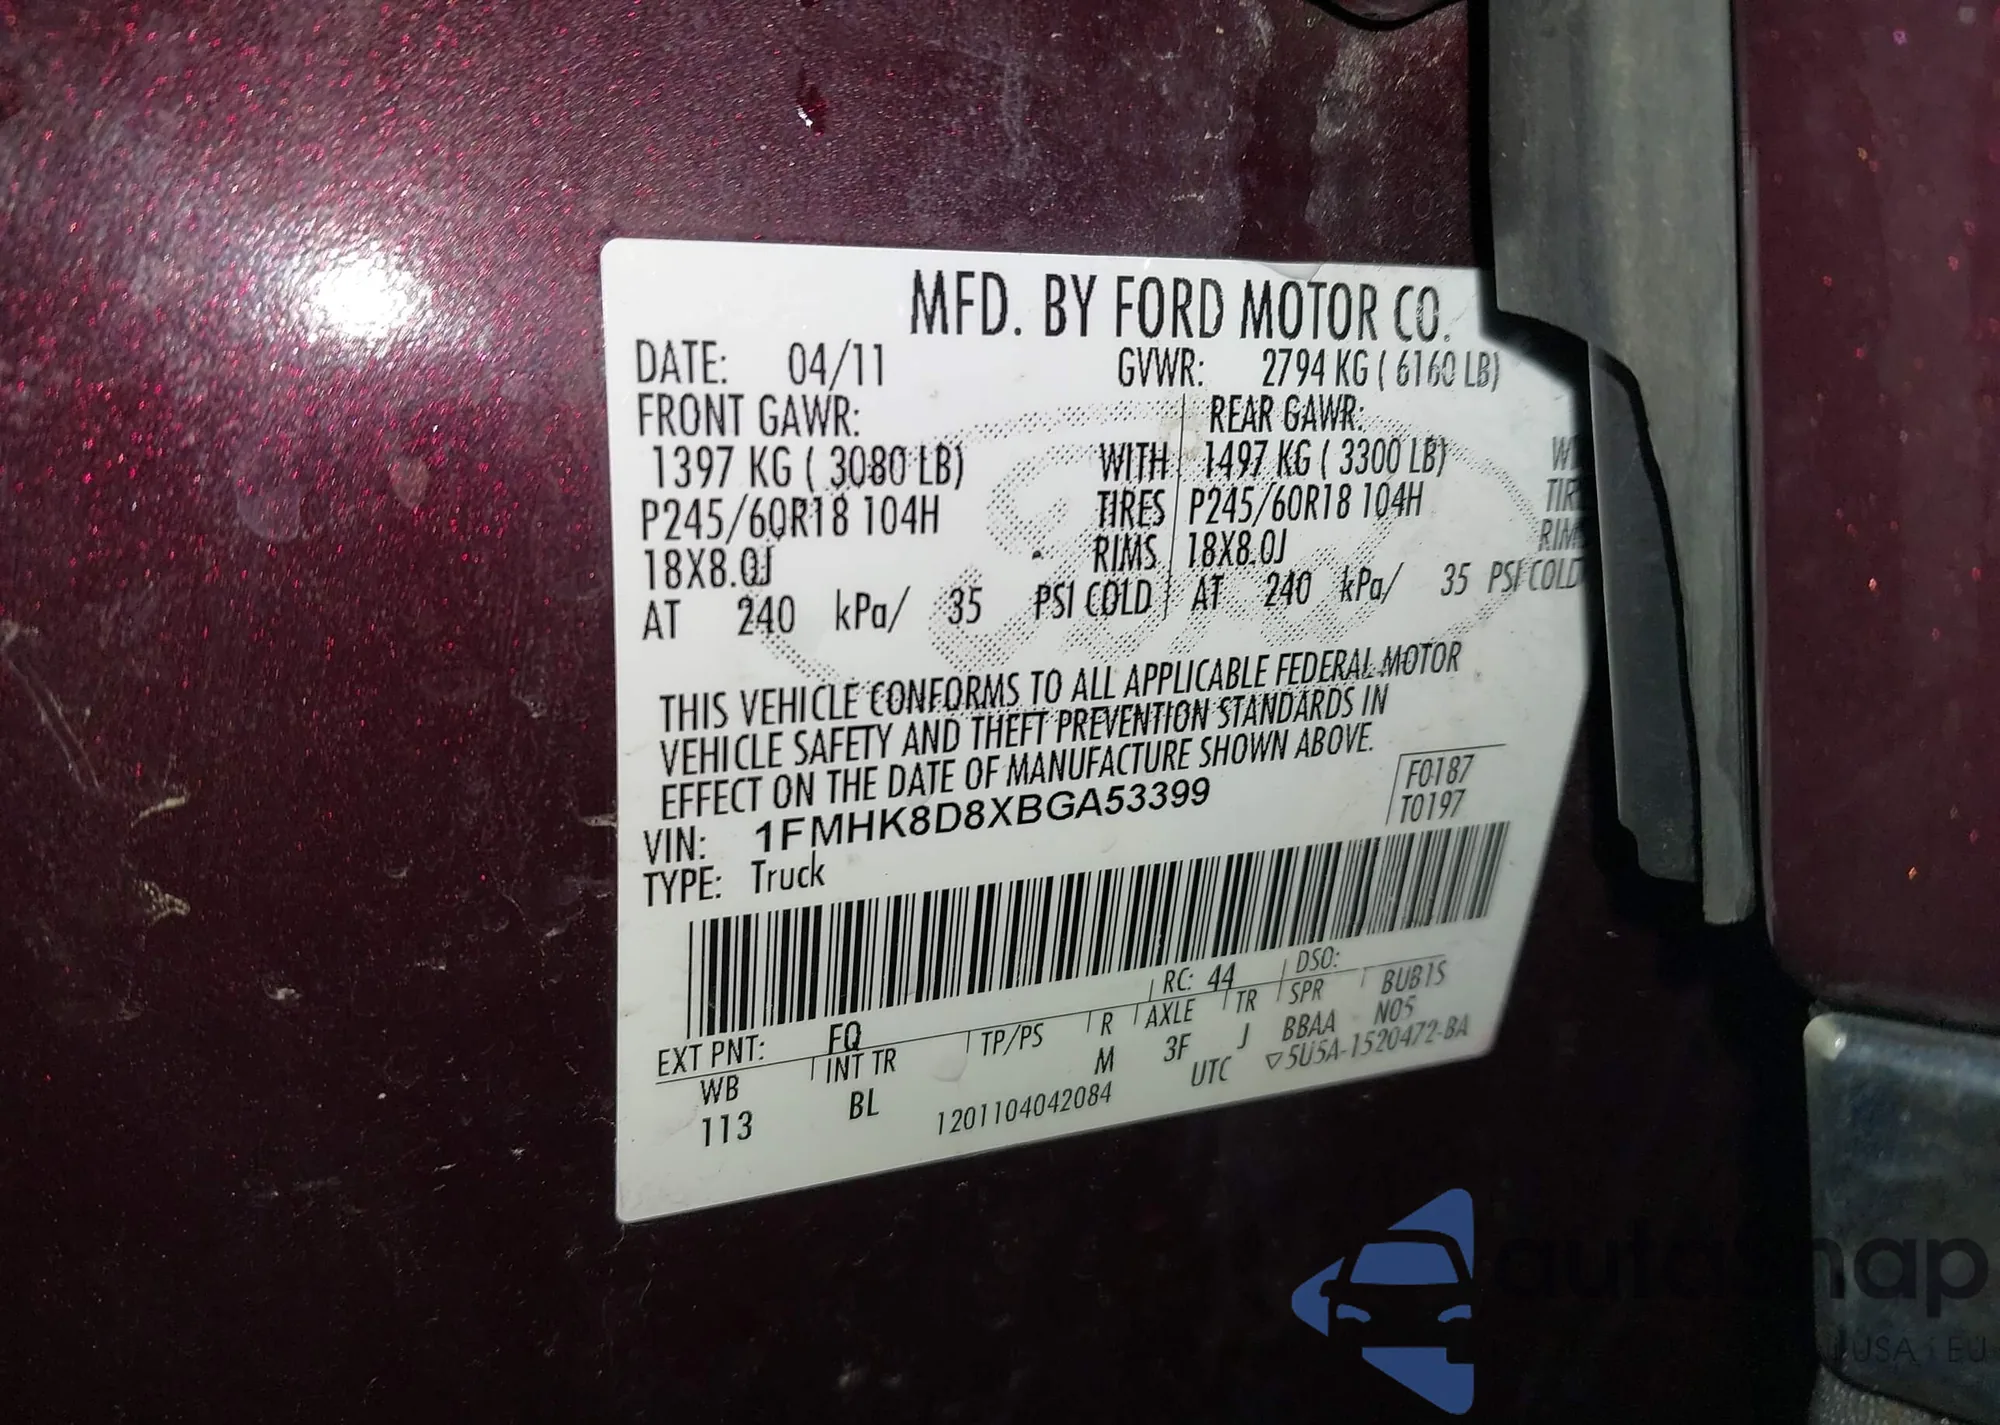 MFD. BY FORD MOTOR CO.
DATE: 04/11 GVWR: 2794 KG ( 6160 LB)
FRONT GAWR: REAR GAWR:
1397 KG ( 3080 LB) WITH 1497 KG ( 3300 LB)
P245/60R18 104H TIRES P245/60R18 104H
18X8.0J RIMS 18X8.0J
AT 240 kPa/ 35 PSI COLD AT 240 kPa/ 35 PSI COLD
THIS VEHICLE CONFORMS TO ALL APPLICABLE FEDERAL MOTOR
VEHICLE SAFETY AND THEFT PREVENTION STANDARDS IN
EFFECT ON THE DATE OF MANUFACTURE SHOWN ABOVE.
VIN: 1FMHK8D8XBGA53399 F0187
TYPE: Truck T0197
RC: 44 DSO:
EXT PNT: FQ BUB1S
WB INT TR TP/PS R AXLE TR SPR N05
113 BL M 3F J BBAA
1201104042084 UTC ▽5U5A-1520472-BA
autosnap
USA EU